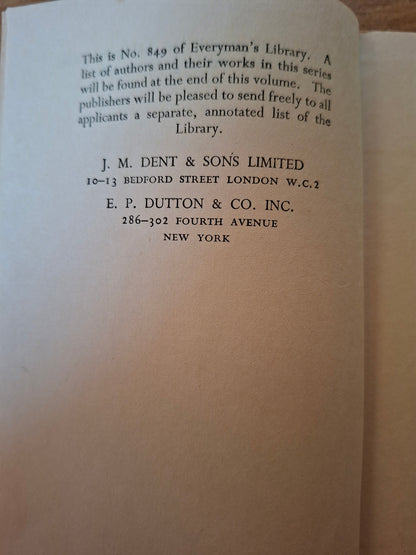 This is No. 849 of Everyman's Library. A
list of authors and their works in this series
will be found at the end of this volume. The
publishers will be pleased to send freely to all
applicants a separate, annotated list of the
Library.
J. M. DENT & SONS LIMITED
10–13 BEDFORD STREET LONDON W.C.2
E. P. DUTTON & CO. INC.
286–302 FOURTH AVENUE
NEW YORK